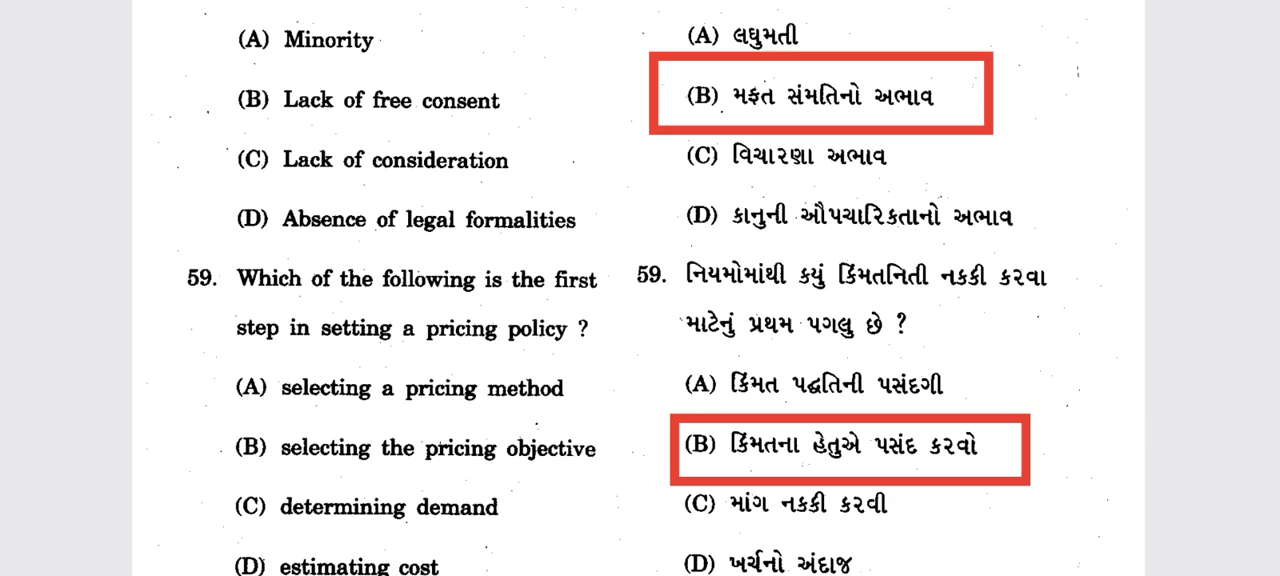 (A) Minority
(B) Lack of free consent
(C) Lack of consideration
(D) Absence of legal formalities
59. Which of the following is the first
step in setting a pricing policy ?
(A) selecting a pricing method
(B) selecting the pricing objective
(C) determining demand
(D) estimating cost
(A) લઘુમતી
(B) મફત સંમતિનો અભાવ
(C) વિચારણા અભાવ
(D) કાનુની ઔપચારિકતાનો અભાવ
59. નિયમોમાંથી કયું કિંમતનિતી નકકી કરવા
માટેનું પ્રથમ પગલુ છે ?
(A) કિંમત પદ્ધતિની પસંદગી
(B) કિંમતના હેતુએ પસંદ કરવો
(C) માંગ નકકી કરવી
(D) ખર્ચનો અંદાજ